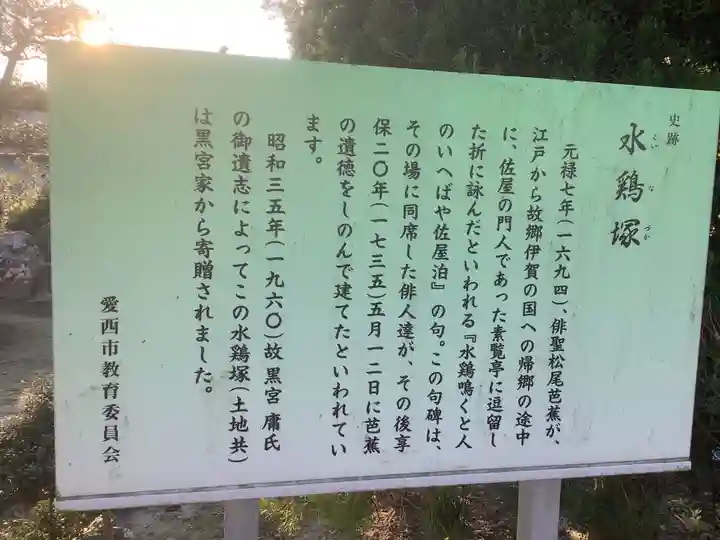 史跡
水鶏塚
くいな づか
元禄七年(一六九四)、俳聖松尾芭蕉が、
江戸から故郷伊賀の国への帰郷の途中
に、佐屋の門人であった素覧亭に逗留し
た折に詠んだといわれる『水鶏鳴くと人
のいへばや佐屋泊』の句。この句碑は、
その場に同席した俳人達が、その後享
保二〇年(一七三五)五月一二日に芭蕉
の遺徳をしのんで建てたといわれてい
ます。
昭和三五年(一九六〇)故黒宮庸氏
の御遺志によってこの水鶏塚(土地共)
は黒宮家から寄贈されました。
愛西市教育委員会